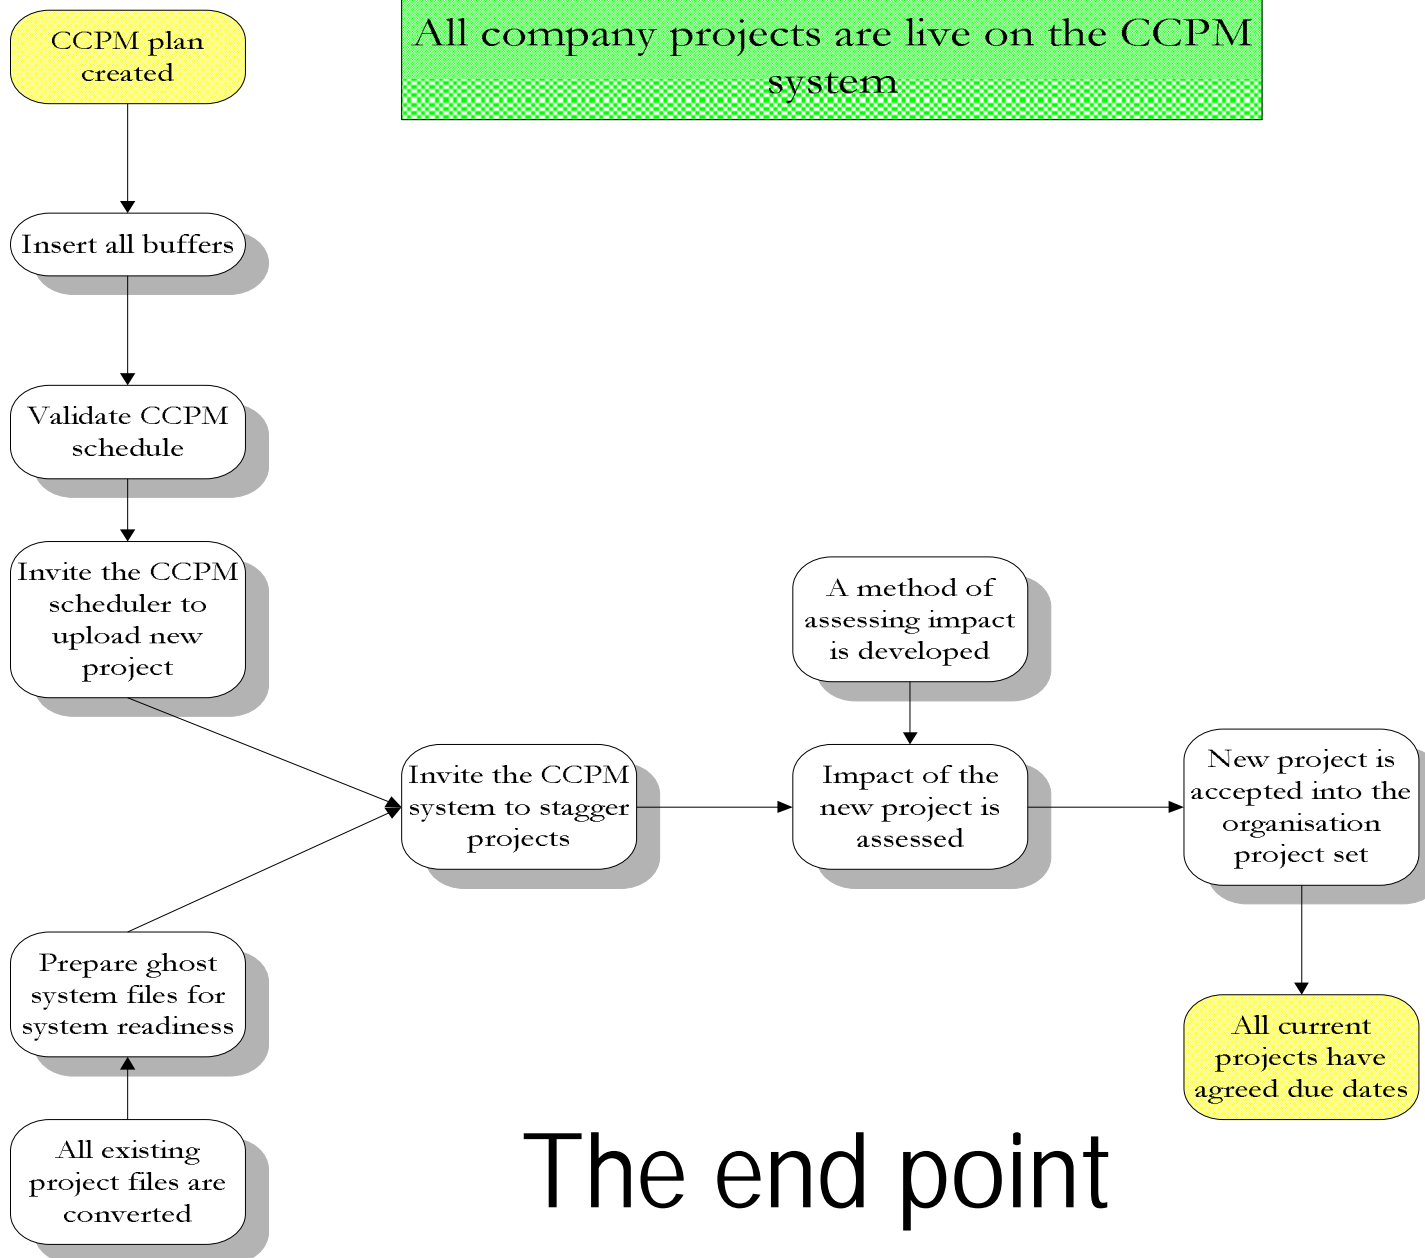 CCPM plan
created
All company projects are live on the CCPM
system
Insert all buffers
Validate CCPM
schedule
Invite the CCPM
scheduler to
upload new
project
A method of
assessing impact
is developed
Invite the CCPM
system to stagger
projects
Impact of the
new project is
assessed
New project is
accepted into the
organisation
project set
Prepare ghost
system files for
system readiness
All current
projects have
agreed due dates
All existing
project files are
converted
The end point